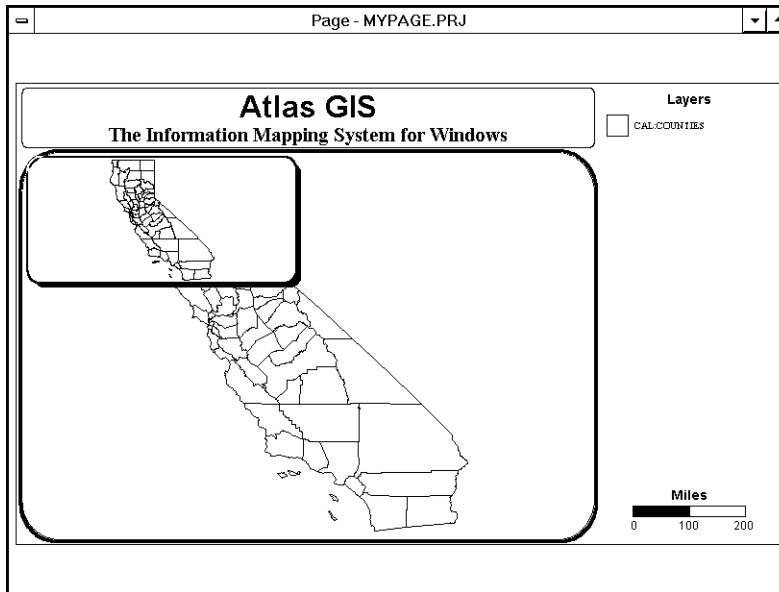 Page - MYPAGE.PRJ
Atlas GIS
The Information Mapping System for Windows
Layers
CAL:COUNTIES
Miles
0 100 200